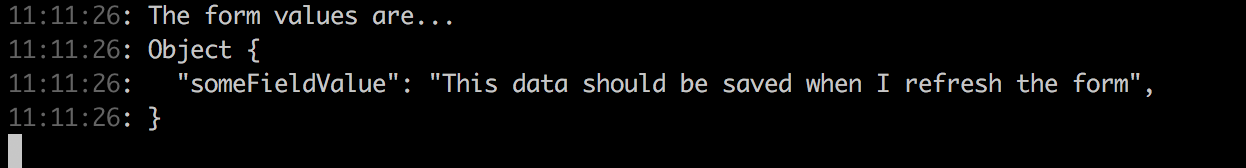 11:11:26: The form values are...
11:11:26: Object {
11:11:26:   "someFieldValue": "This data should be saved when I refresh the form",
11:11:26: }